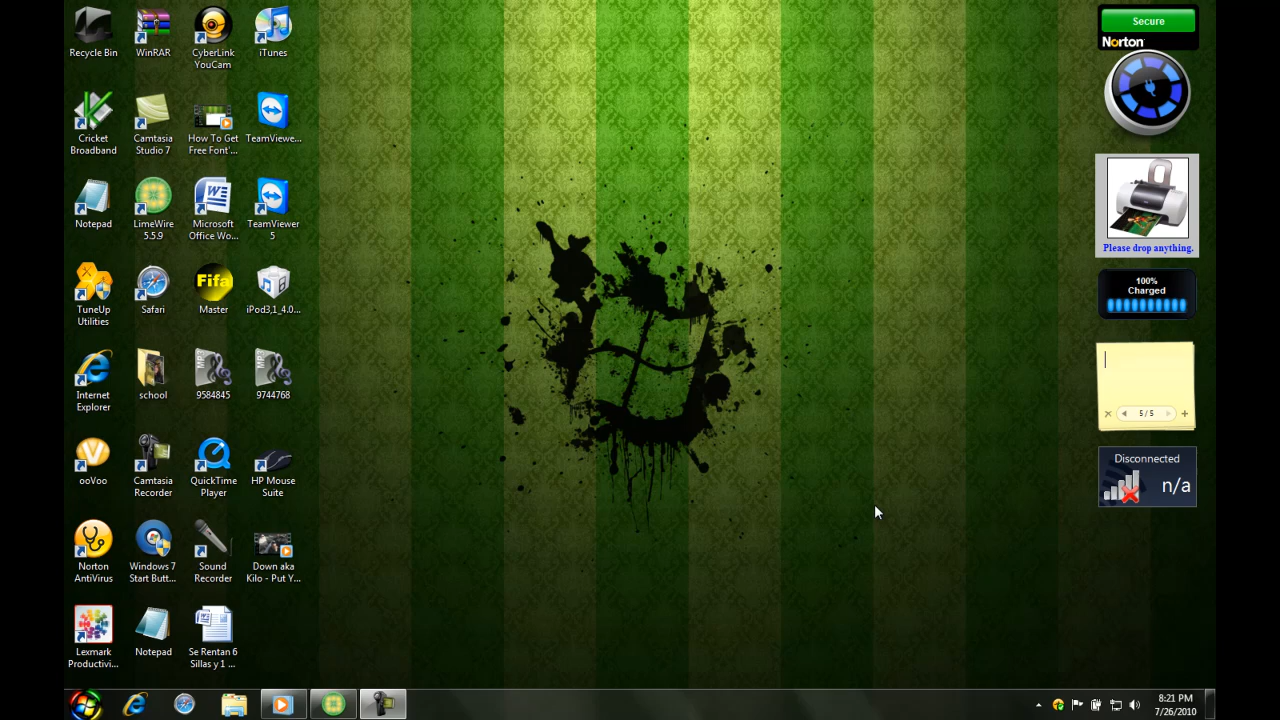 Recycle Bin
WinRAR
CyberLink
YouCam
iTunes
Cricket
Broadband
Camtasia
Studio 7
How To Get
Free Font'...
TeamViewe...
Notepad
LimeWire
5.5.9
Microsoft
Office Wo...
TeamViewer
5
TuneUp
Utilities
Safari
Fifa
Master
iPod3,1_4.0...
Internet
Explorer
school
MP3
9584845
MP3
9744768
ooVoo
Camtasia
Recorder
QuickTime
Player
HP Mouse
Suite
Norton
AntiVirus
Windows 7
Start Butt...
Sound
Recorder
Down aka
Kilo - Put Y...
Lexmark
Productivi...
Notepad
Se Rentan 6
Sillas y 1 ...
Secure
Norton
Please drop anything.
100%
Charged
5/5
Disconnected
n/a
8:21 PM
7/26/2010